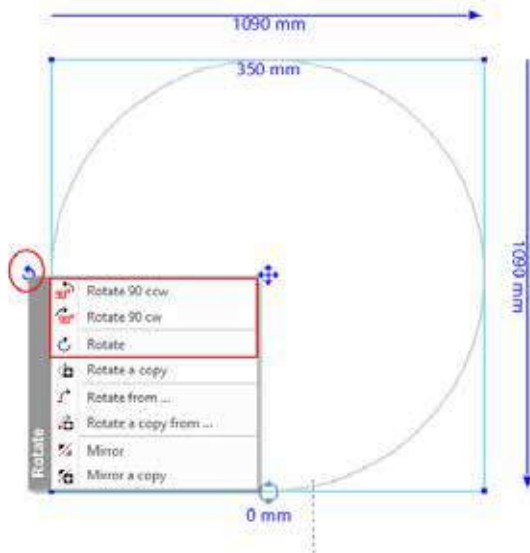 1090 mm
350 mm
1090 mm
Rotate 90 ccw
Rotate 90 cw
Rotate
Rotate a copy
Rotate from ...
Rotate a copy from ...
Mirror
Mirror a copy
Rotate
0 mm